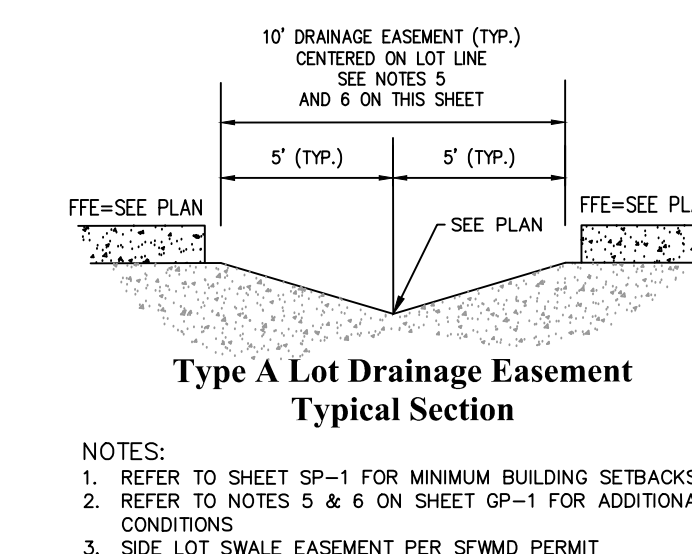 10' DRAINAGE EASEMENT (TYP.)
CENTERED ON LOT LINE
SEE NOTES 5
AND 6 ON THIS SHEET
5' (TYP.)
5' (TYP.)
FFE=SEE PLAN
FFE=SEE
SEE PLAN
Type A Lot Drainage Easement
Typical Section
NOTES:
1. REFER TO SHEET SP-1 FOR MINIMUM BUILDING SETBACKS
2. REFER TO NOTES 5 & 6 ON SHEET GP-1 FOR
CONDITIONS
3. SIDE LOT SWALE EASEMENT PER SFWMD PERMIT